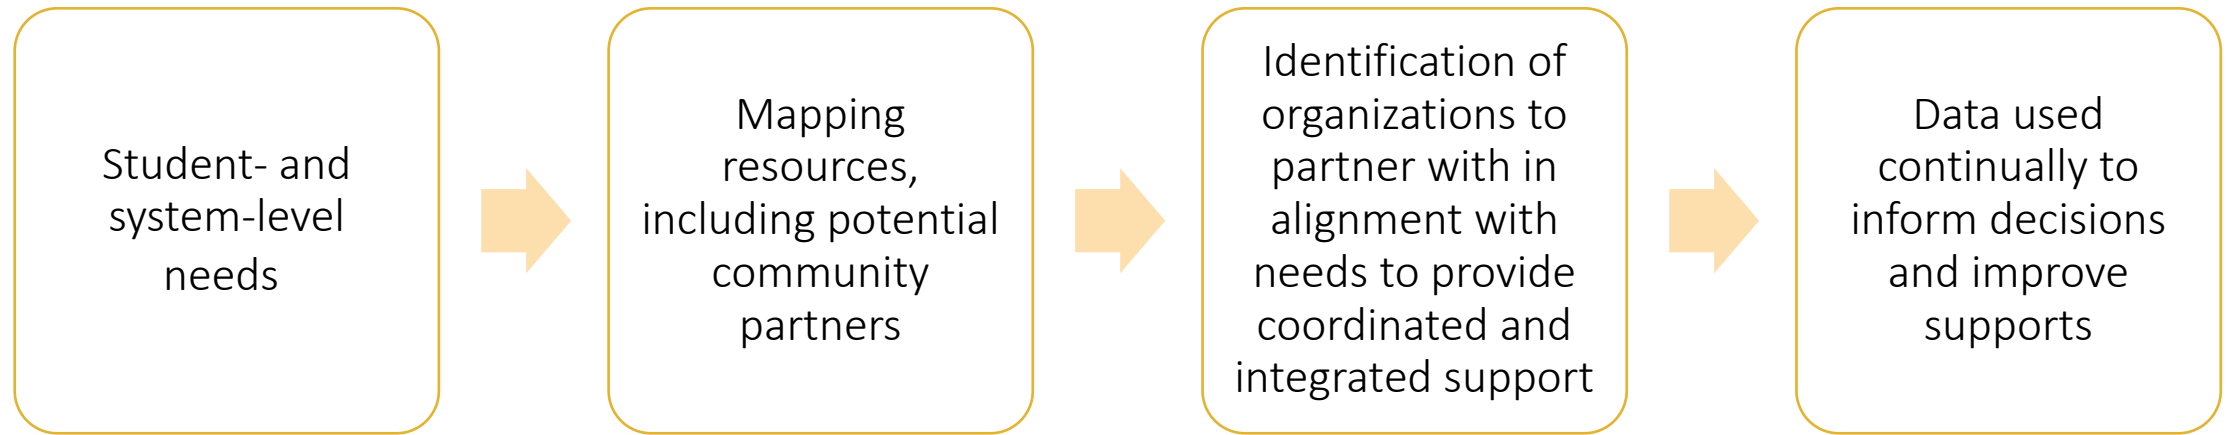 Student- and
system-level
needs
Mapping
resources,
including potential
community
partners
Identification of
organizations to
partner with in
alignment with
needs to provide
coordinated and
integrated support
Data used
continually to
inform decisions
and improve
supports